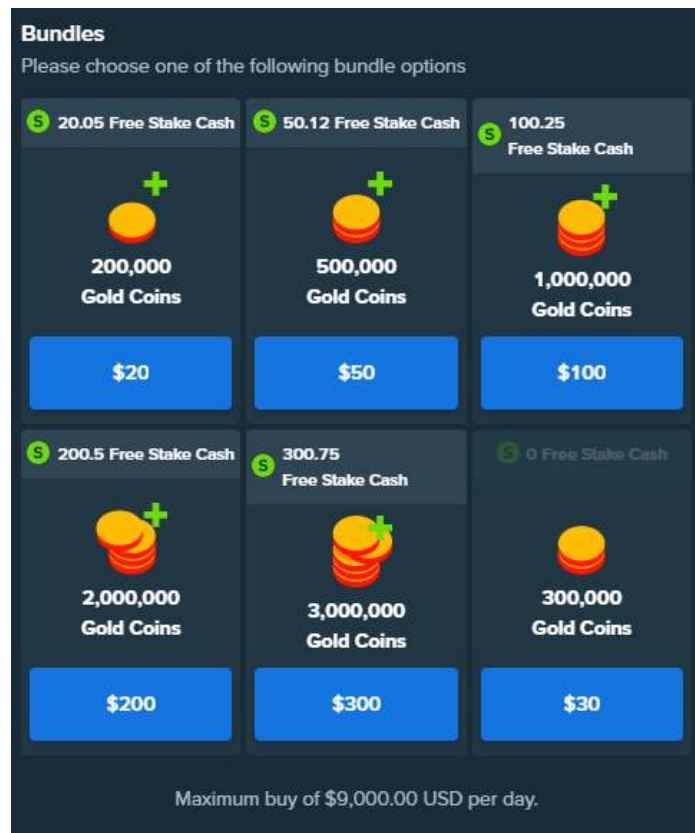 Bundles
Please choose one of the following bundle options
S 20.05 Free Stake Cash
200,000
Gold Coins
$20
S 50.12 Free Stake Cash
500,000
Gold Coins
$50
S 100.25
Free Stake Cash
1,000,000
Gold Coins
$100
S 200.5 Free Stake Cash
2,000,000
Gold Coins
$200
S 300.75
Free Stake Cash
3,000,000
Gold Coins
$300
S 0 Free Stake Cash
300,000
Gold Coins
$30
Maximum buy of $9,000.00 USD per day.